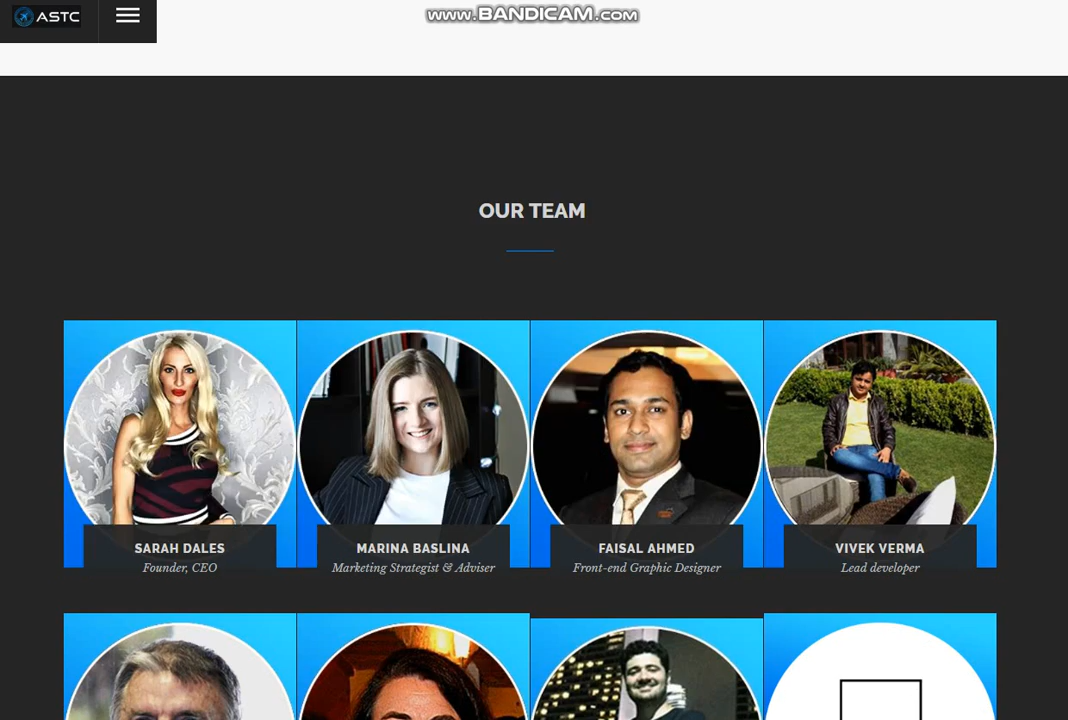 ASTC
www.BANDICAM.com
OUR TEAM
SARAH DALES
Founder, CEO
MARINA BASLINA
Marketing Strategist & Adviser
FAISAL AHMED
Front-end Graphic Designer
VIVEK VERMA
Lead developer